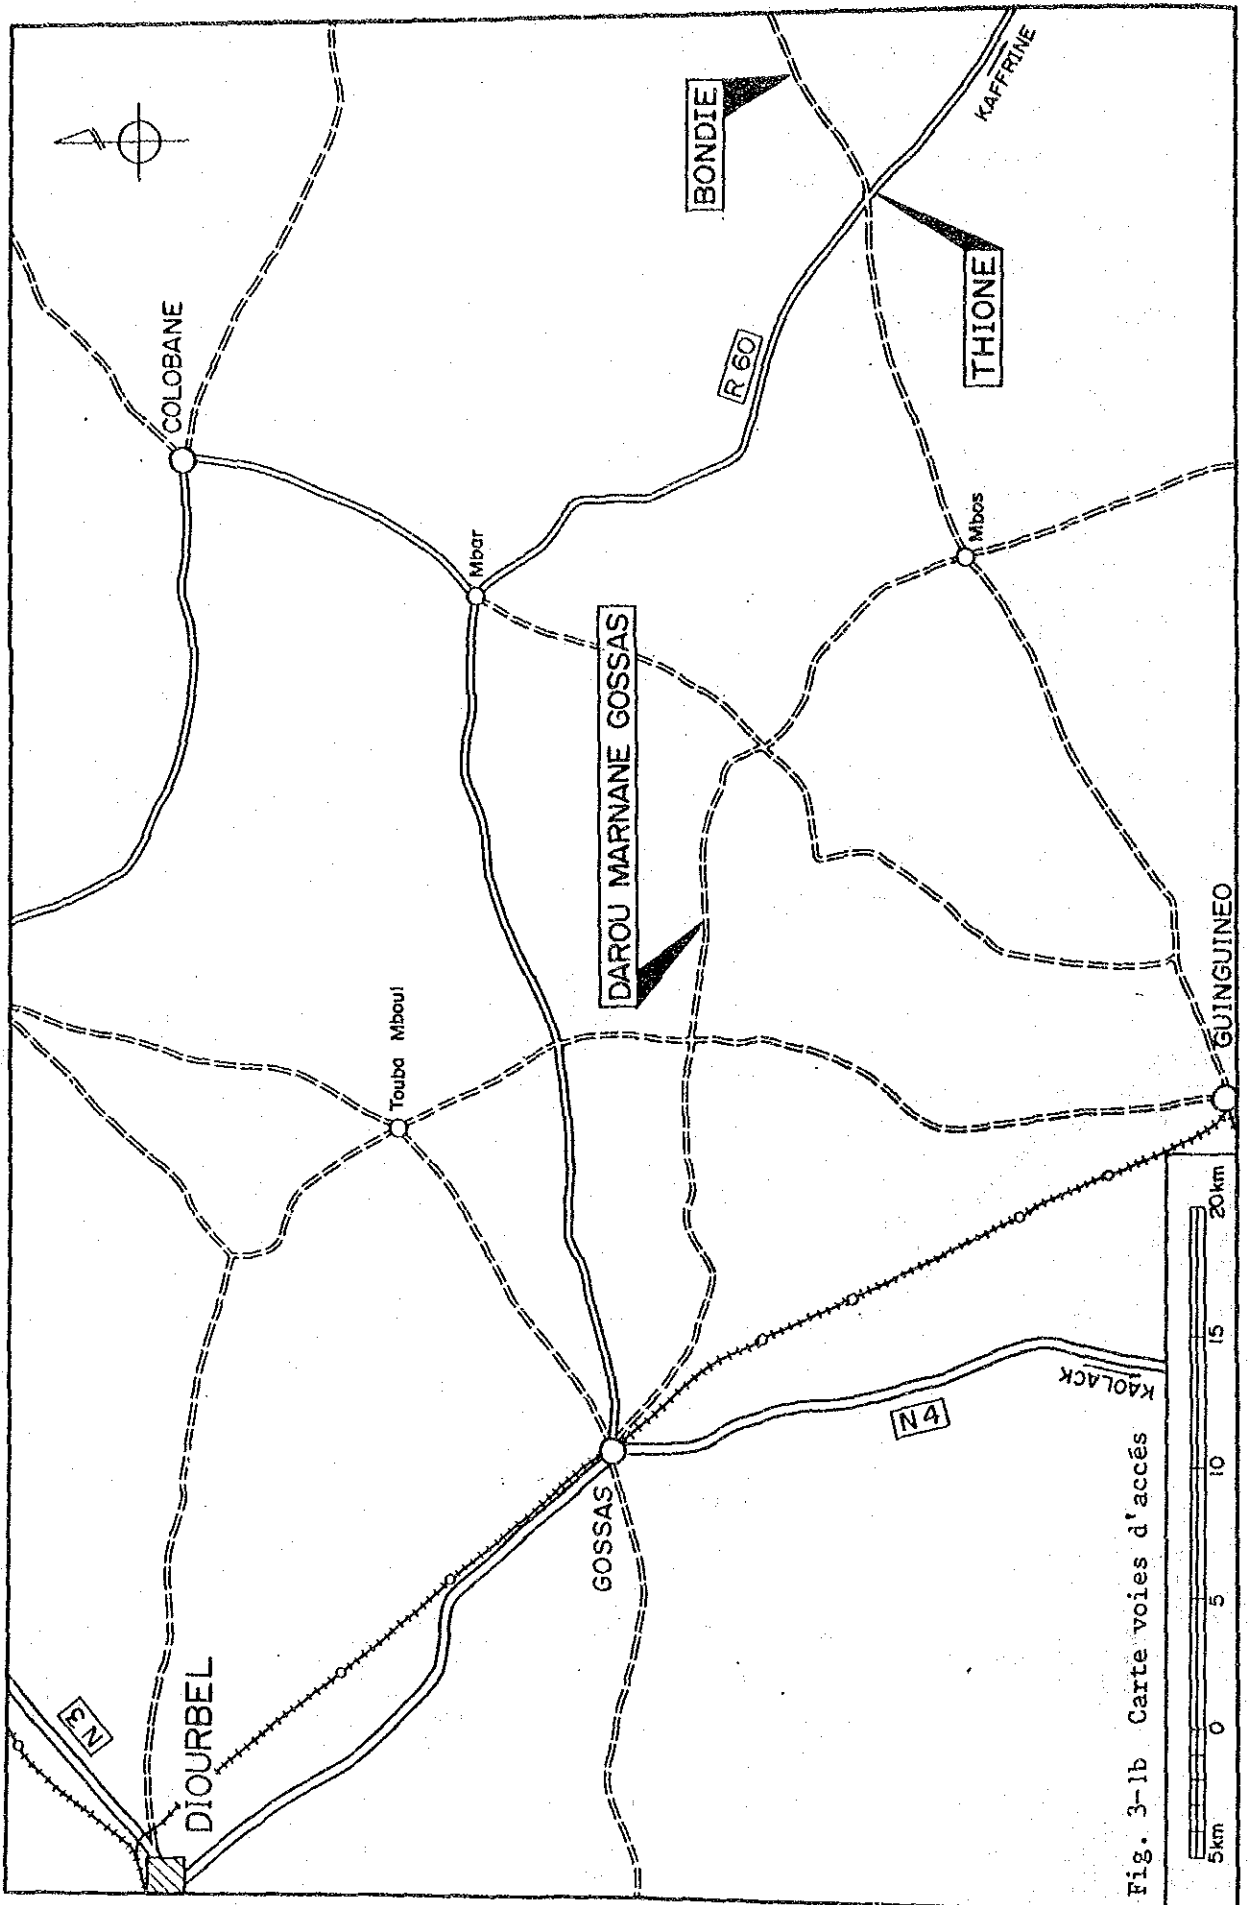 N 3
DIOURBEL
COLOBANE
Touba Mboul
Mbar
GOSSAS
DAROU MARNANE GOSSAS
R 60
BONDIE
KAFFRINE
THIONE
Mbos
N 4
KAOLACK
GUINGUINEO
Fig. 3-1b Carte voies d'accés
5km 0 5 10 15 20km